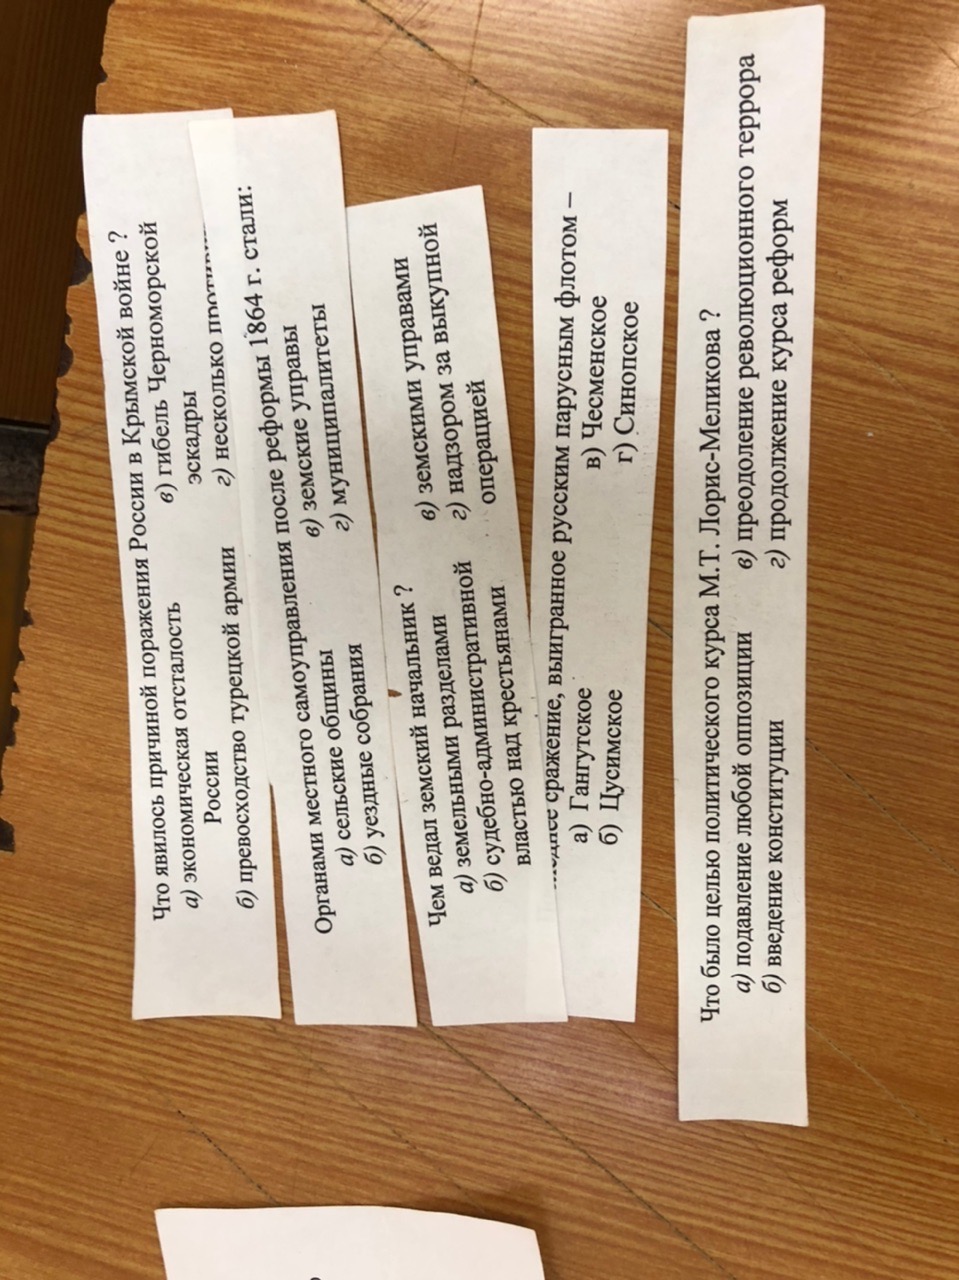 Что явилось причиной поражения России в Крымской войне ?
а) экономическая отсталость
России
б) превосходство турецкой армии
в) гибель Черноморской
эскадры
г) несколько
Органами местного самоуправления после реформы 1864 г. стали:
а) сельские общины
б) уездные собрания
в) земские управы
г) муниципалитеты
Чем ведал земский начальник ?
а) земельными разделами
б) судебно-административной
властью над крестьянами
в) земскими управами
г) надзором за выкупной
операцией
сражение, выигранное русским парусным флотом –
а) Гангутское
б) Цусимское
в) Чесменское
г) Синопское
Что было целью политического курса М.Т. Лорис-Меликова ?
а) подавление любой оппозиции
б) введение конституции
в) преодоление революционного террора
г) продолжение курса реформ